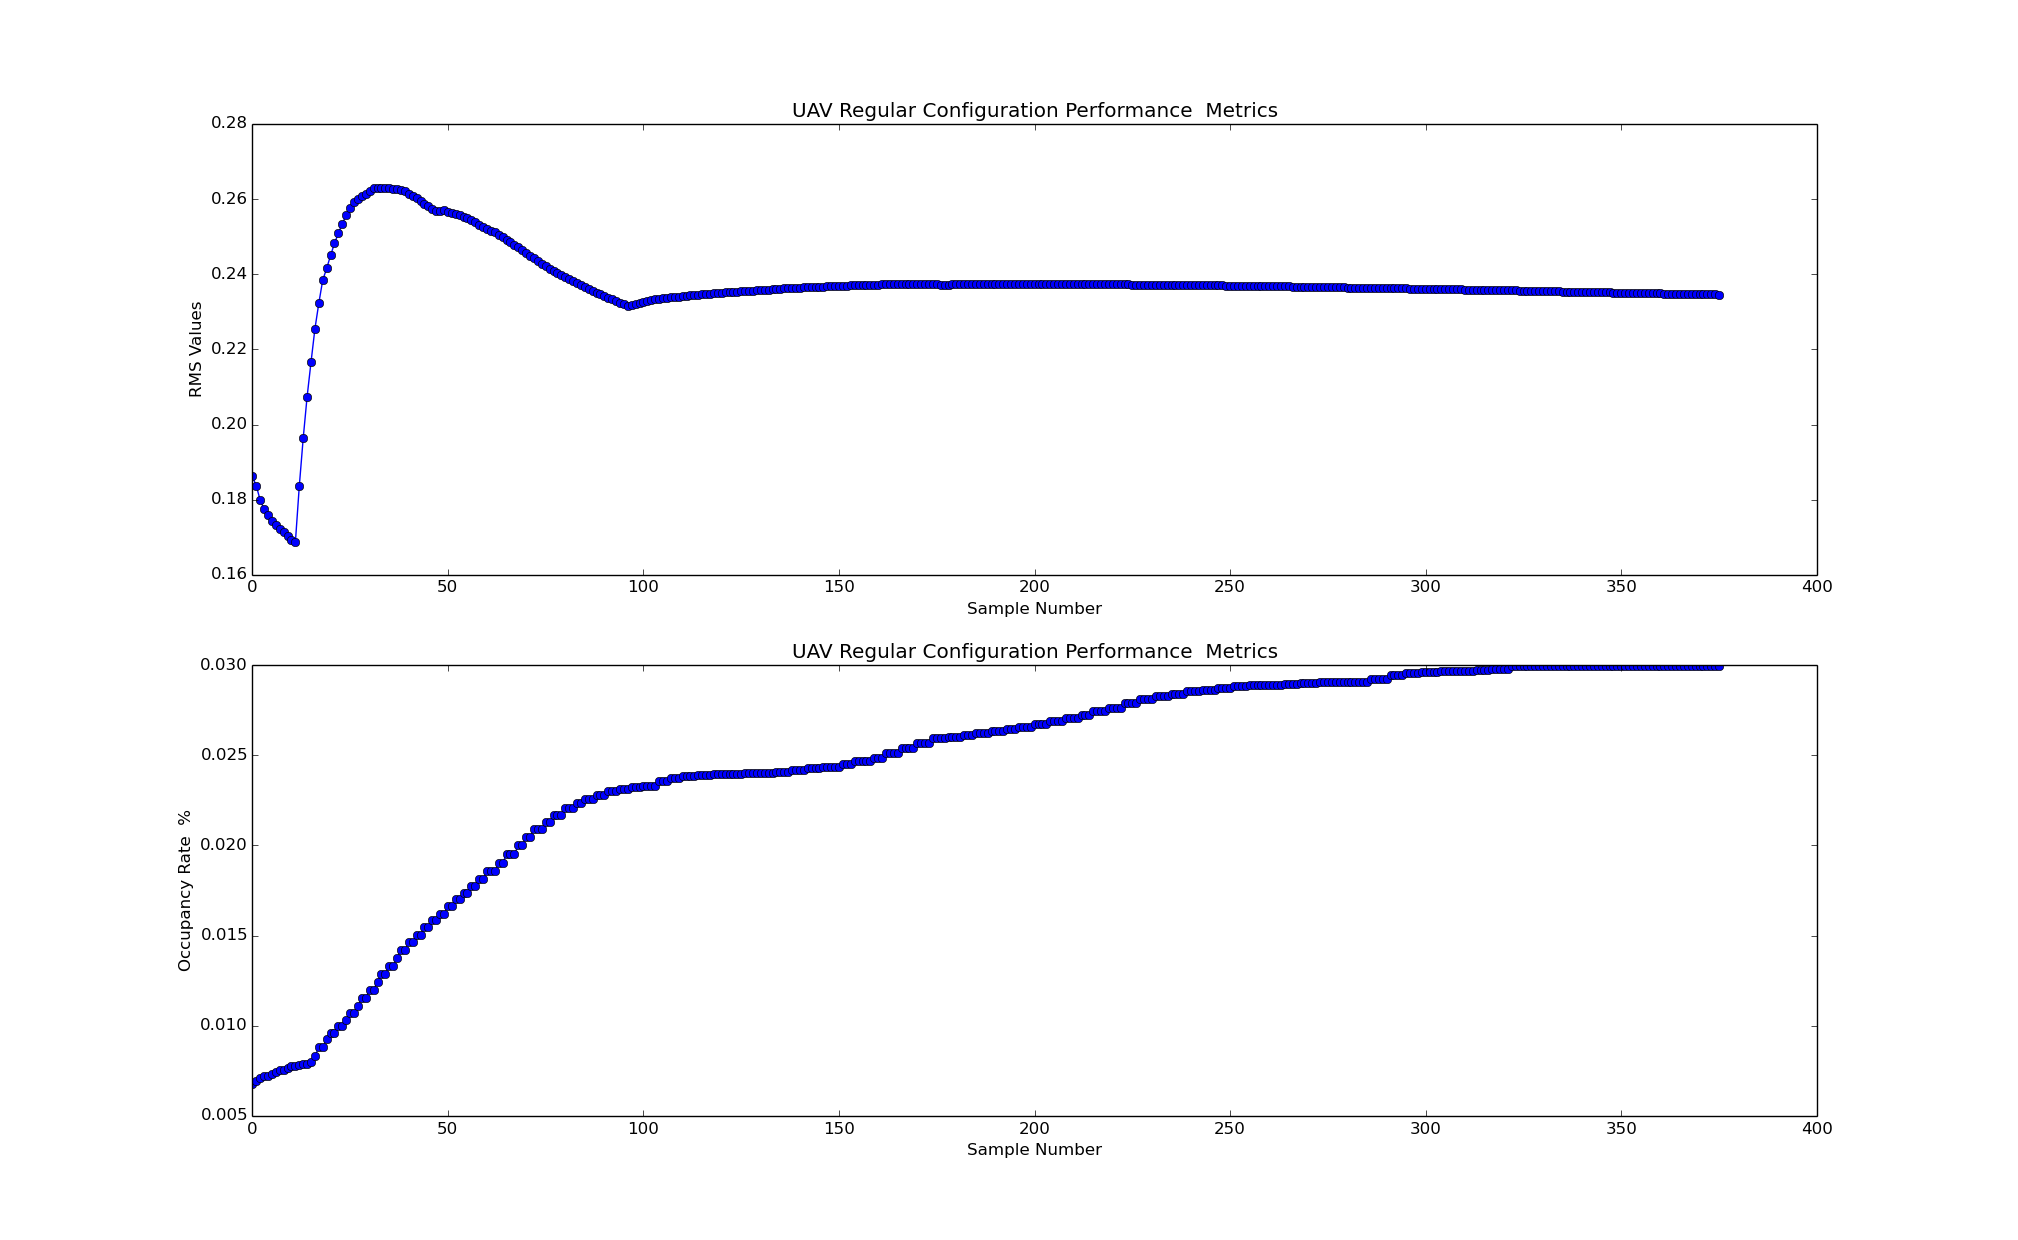 UAV Regular Configuration Performance  Metrics
0.28
0.26
0.24
0.22
0.20
0.18
0.16
RMS Values
0 50 100 150 200 250 300 350 400
Sample Number
UAV Regular Configuration Performance  Metrics
0.030
0.025
0.020
0.015
0.010
0.005
Occupancy Rate  %
0 50 100 150 200 250 300 350 400
Sample Number